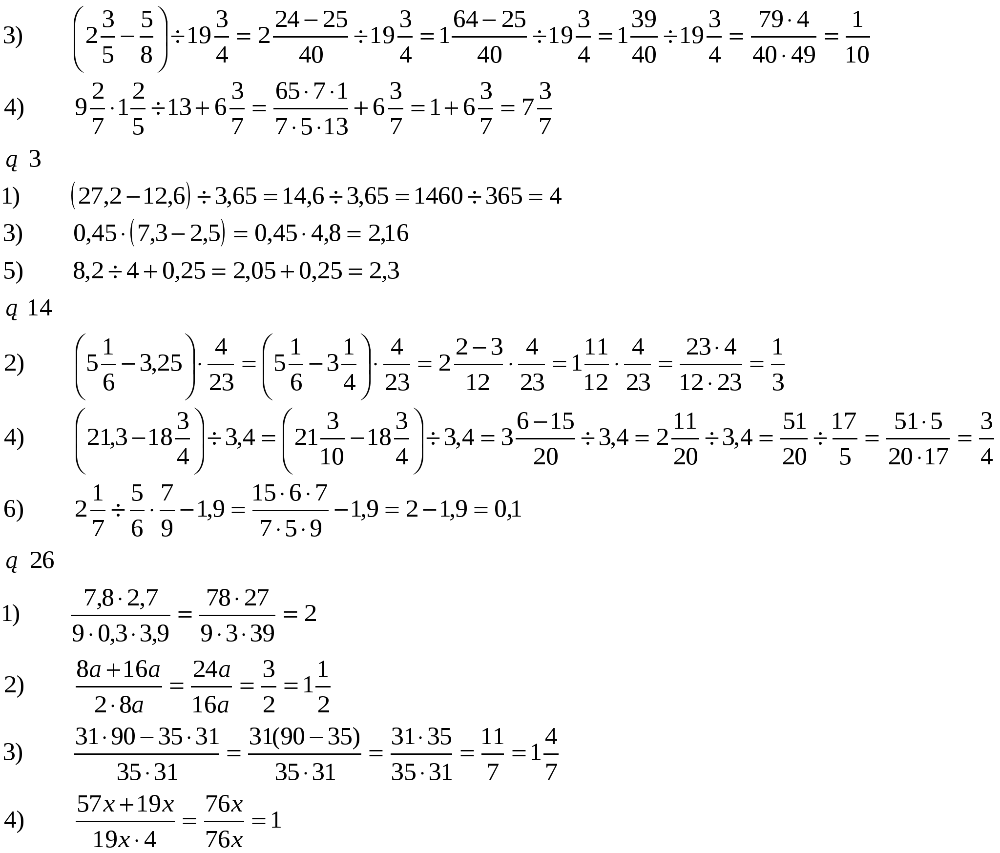 3) (2 3/5 − 5/8) ÷ 19 3/4 = 2 (24 − 25)/40 ÷ 19 3/4 = 1 (64 − 25)/40 ÷ 19 3/4 = 1 39/40 ÷ 19 3/4 = (79 · 4)/(40 · 49) = 1/10
4) 9 2/7 · 1 2/5 ÷ 13 + 6 3/7 = (65 · 7 · 1)/(7 · 5 · 13) + 6 3/7 = 1 + 6 3/7 = 7 3/7
ą 3
1) (27,2 − 12,6) ÷ 3,65 = 14,6 ÷ 3,65 = 1460 ÷ 365 = 4
3) 0,45 · (7,3 − 2,5) = 0,45 · 4,8 = 2,16
5) 8,2 ÷ 4 + 0,25 = 2,05 + 0,25 = 2,3
ą 14
2) (5 1/6 − 3,25) · 4/23 = (5 1/6 − 3 1/4) · 4/23 = 2 (2 − 3)/12 · 4/23 = 1 11/12 · 4/23 = (23 · 4)/(12 · 23) = 1/3
4) (21,3 − 18 3/4) ÷ 3,4 = (21 3/10 − 18 3/4) ÷ 3,4 = 3 (6 − 15)/20 ÷ 3,4 = 2 11/20 ÷ 3,4 = 51/20 ÷ 17/5 = (51 · 5)/(20 · 17) = 3/4
6) 2 1/7 ÷ 5/6 · 7/9 − 1,9 = (15 · 6 · 7)/(7 · 5 · 9) − 1,9 = 2 − 1,9 = 0,1
ą 26
1) (7,8 · 2,7)/(9 · 0,3 · 3,9) = (78 · 27)/(9 · 3 · 39) = 2
2) (8a + 16a)/(2 · 8a) = 24a/16a = 3/2 = 1 1/2
3) (31 · 90 − 35 · 31)/(35 · 31) = 31(90 − 35)/(35 · 31) = (31 · 35)/(35 · 31) = 11/7 = 1 4/7
4) (57x + 19x)/(19x · 4) = 76x/76x = 1